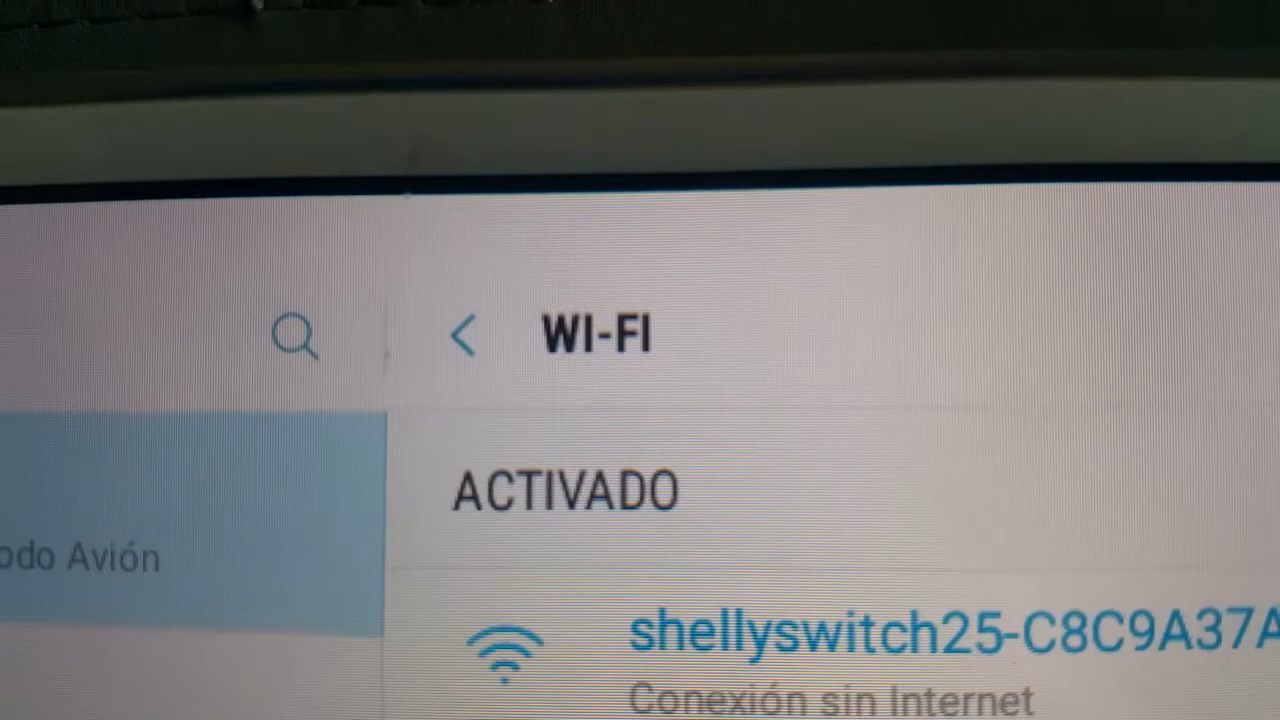 WI-FI
ACTIVADO
odo Avión
shellyswitch25-C8C9A37A
Conexión sin Internet